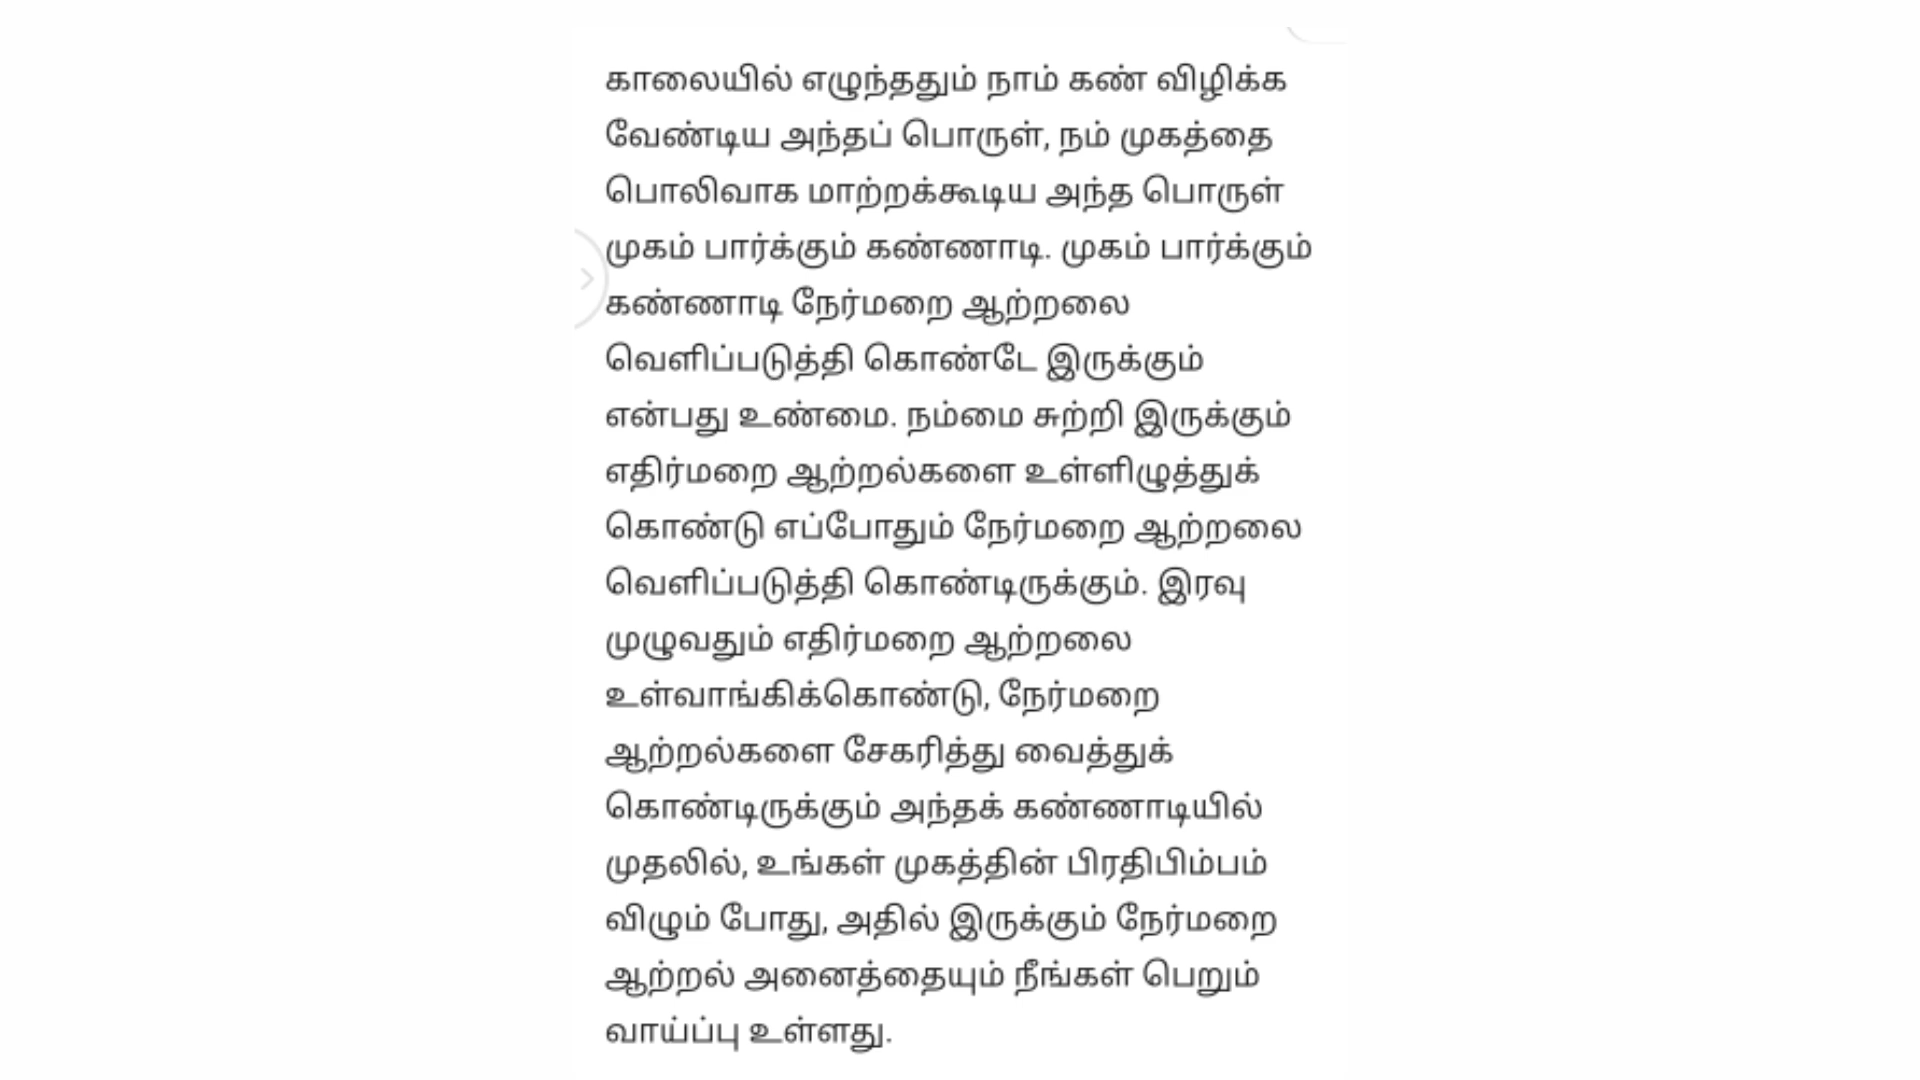 காலையில் எழுந்ததும் நாம் கண் விழிக்க
வேண்டிய அந்தப் பொருள், நம் முகத்தை
பொலிவாக மாற்றக்கூடிய அந்த பொருள்
முகம் பார்க்கும் கண்ணாடி. முகம் பார்க்கும்
கண்ணாடி நேர்மறை ஆற்றலை
வெளிப்படுத்தி கொண்டே இருக்கும்
என்பது உண்மை. நம்மை சுற்றி இருக்கும்
எதிர்மறை ஆற்றல்களை உள்ளிழுத்துக்
கொண்டு எப்போதும் நேர்மறை ஆற்றலை
வெளிப்படுத்தி கொண்டிருக்கும். இரவு
முழுவதும் எதிர்மறை ஆற்றலை
உள்வாங்கிக்கொண்டு, நேர்மறை
ஆற்றல்களை சேகரித்து வைத்துக்
கொண்டிருக்கும் அந்தக் கண்ணாடியில்
முதலில், உங்கள் முகத்தின் பிரதிபிம்பம்
விழும் போது, அதில் இருக்கும் நேர்மறை
ஆற்றல் அனைத்தையும் நீங்கள் பெறும்
வாய்ப்பு உள்ளது.